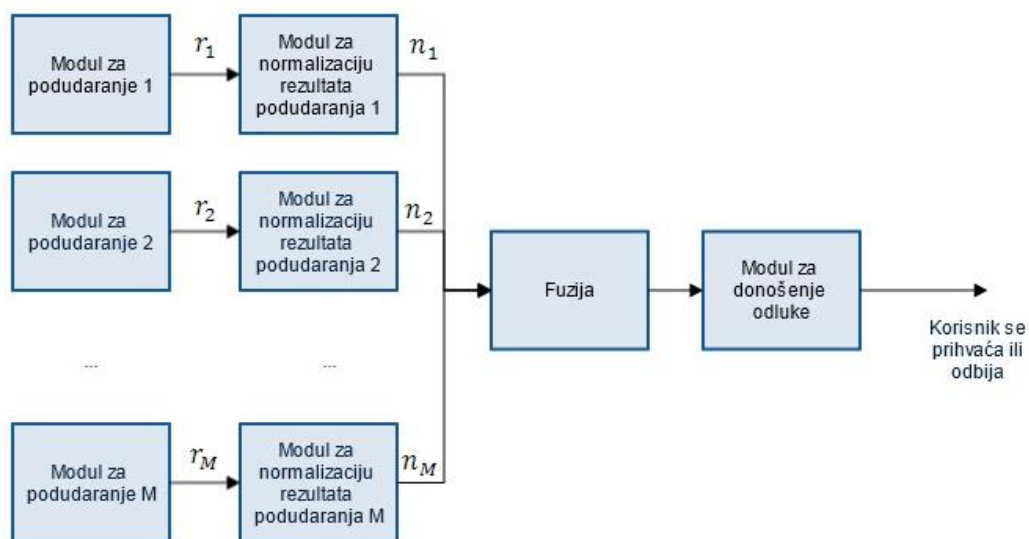 Modul za
podudaranje 1
r₁
Modul za
normalizaciju
rezultata
podudaranja 1
n₁
Modul za
podudaranje 2
r₂
Modul za
normalizaciju
rezultata
podudaranja 2
n₂
Fuzija
Modul za
donošenje
odluke
Korisnik se
prihvaća ili
odbija
...
...
Modul za
podudaranje M
r_M
Modul za
normalizaciju
rezultata
podudaranja M
n_M